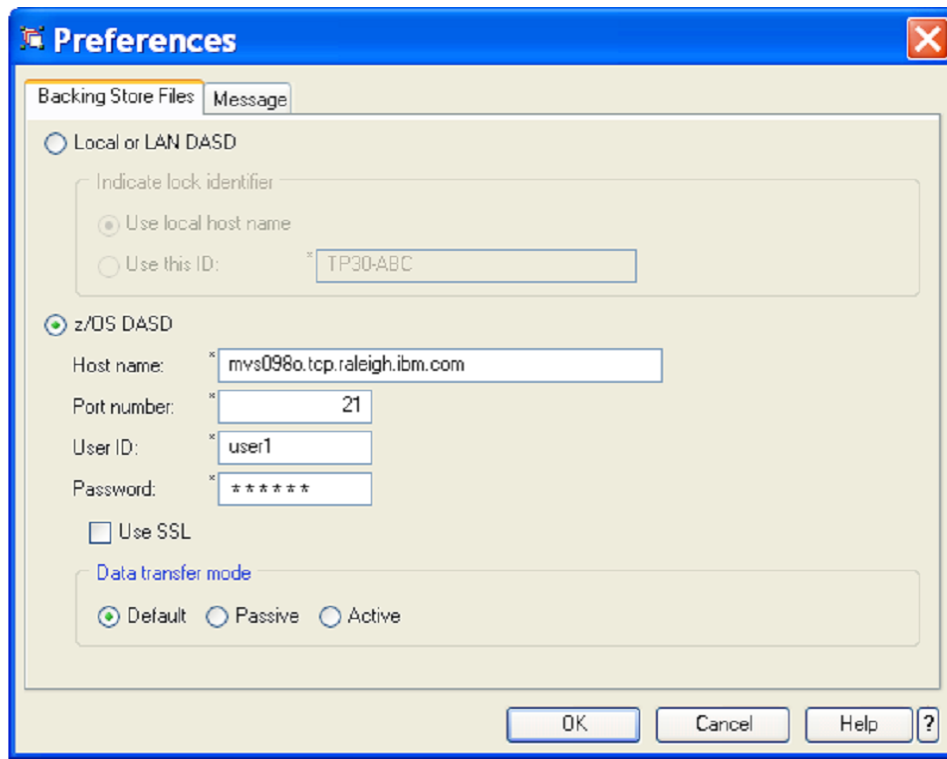 Preferences
Backing Store Files Message
Local or LAN DASD
Indicate lock identifier
Use local host name
Use this ID: * TP30-ABC
z/OS DASD
Host name: * mvs098o.tcp.raleigh.ibm.com
Port number: * 21
User ID: * user1
Password: * ******
Use SSL
Data transfer mode
Default Passive Active
OK Cancel Help ?